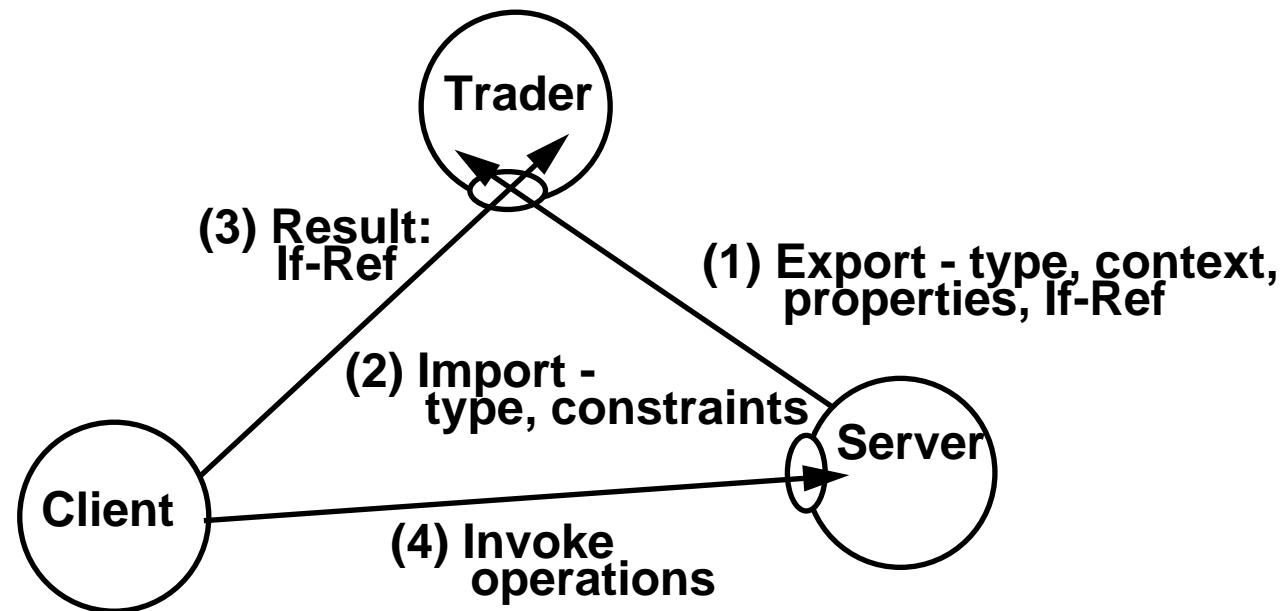 Trader
(3) Result:
If-Ref
(1) Export - type, context,
properties, If-Ref
(2) Import -
type, constraints
Server
Client
(4) Invoke
operations